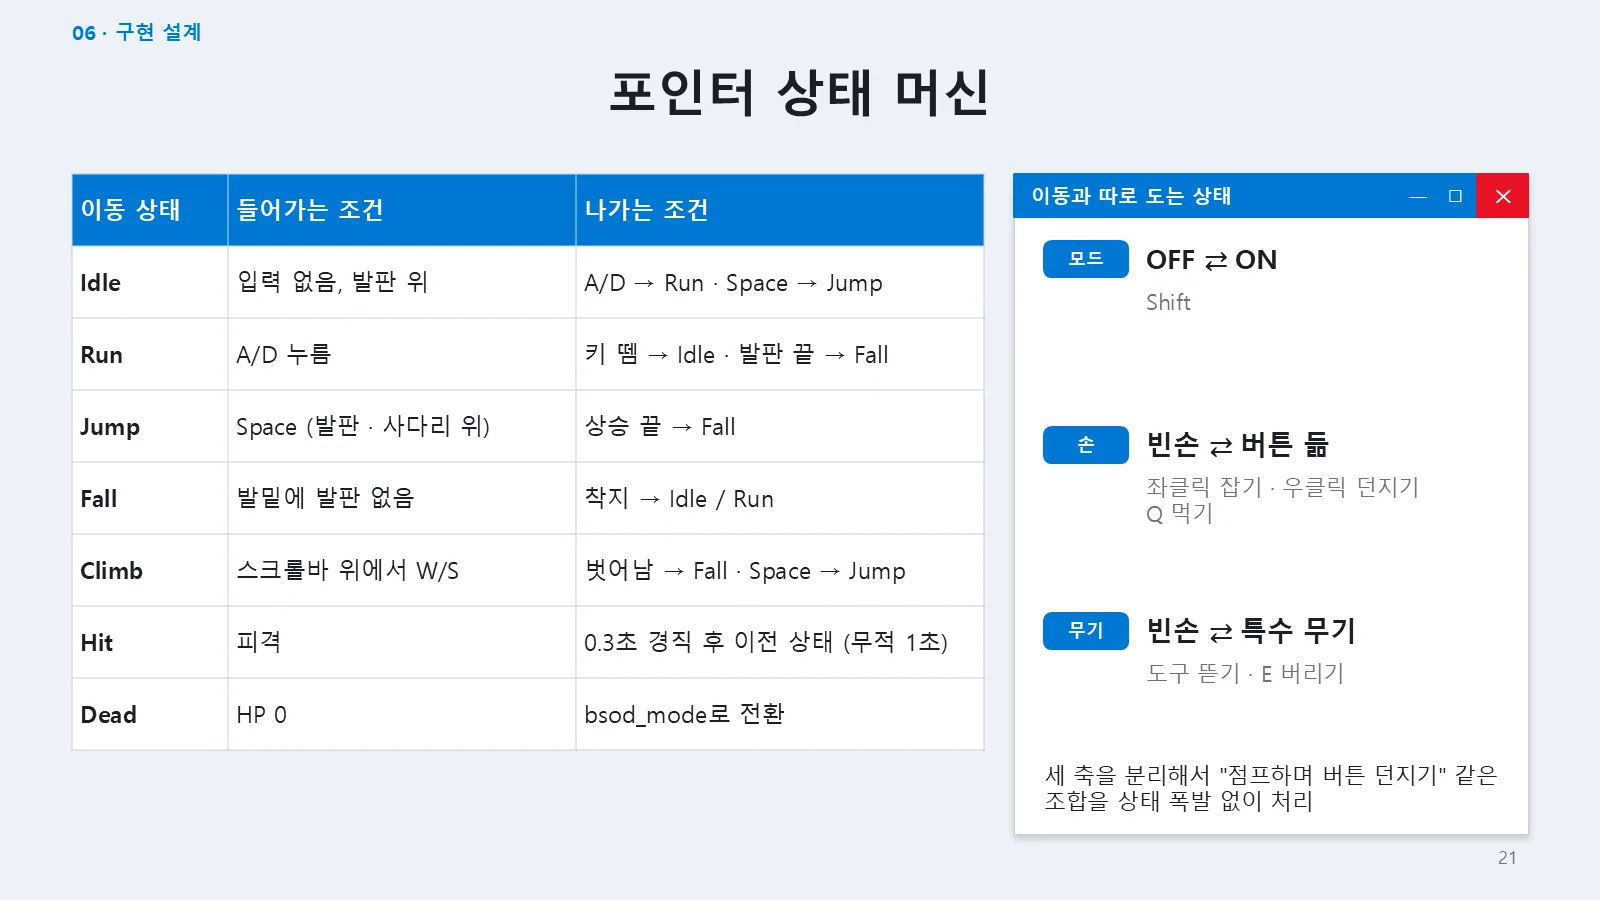 06 · 구현 설계
포인터 상태 머신
이동 상태 들어가는 조건 나가는 조건
Idle 입력 없음, 발판 위 A/D → Run · Space → Jump
Run A/D 누름 키 뗌 → Idle · 발판 끝 → Fall
Jump Space (발판 · 사다리 위) 상승 끝 → Fall
Fall 발밑에 발판 없음 착지 → Idle / Run
Climb 스크롤바 위에서 W/S 벗어남 → Fall · Space → Jump
Hit 피격 0.3초 경직 후 이전 상태 (무적 1초)
Dead HP 0 bsod_mode로 전환
이동과 따로 도는 상태
모드 OFF ⇄ ON
Shift
손 빈손 ⇄ 버튼 듦
좌클릭 잡기 · 우클릭 던지기
Q 먹기
무기 빈손 ⇄ 특수 무기
도구 뜯기 · E 버리기
세 축을 분리해서 "점프하며 버튼 던지기" 같은
조합을 상태 폭발 없이 처리
21